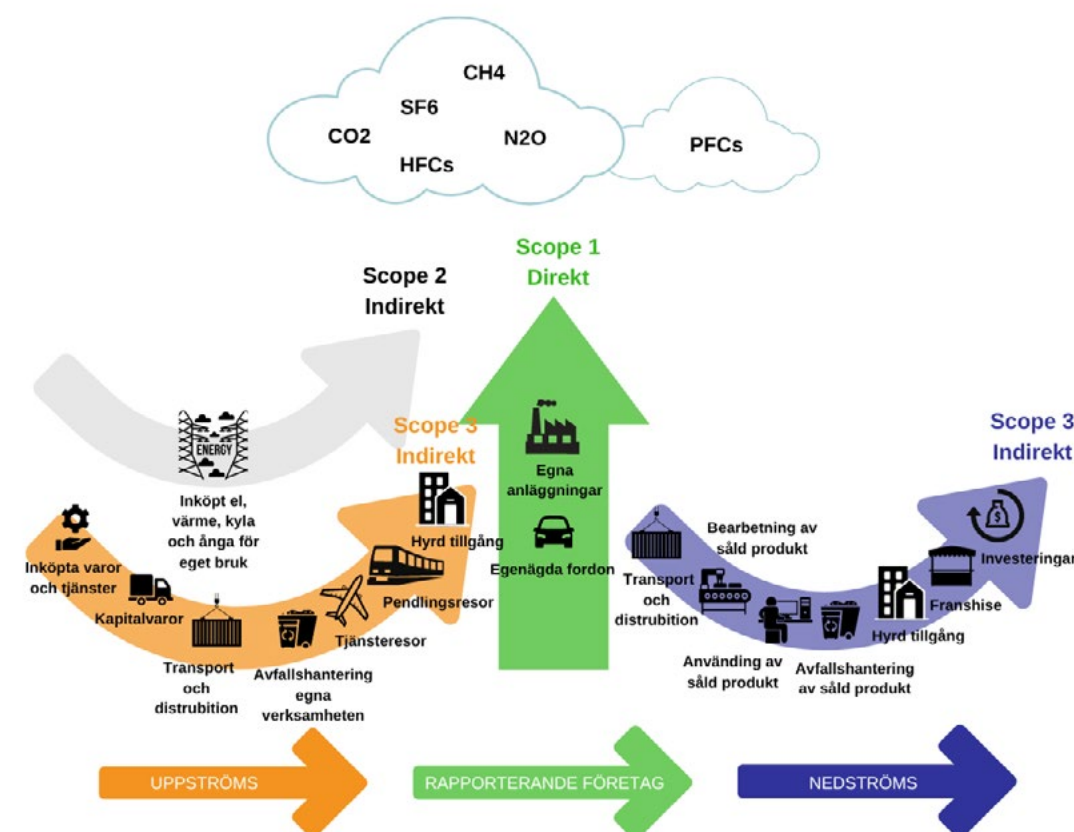 CH4
SF6
CO2
N2O
HFCs
PFCs
Scope 1
Direkt
Scope 2
Indirekt
ENERGY
Inköpt el,
värme, kyla
och ånga för
eget bruk
Scope 3
Indirekt
Inköpta varor
och tjänster
Kapitalvaror
Transport
och
distrubition
Avfallshantering
egna
verksamheten
Tjänsteresor
Pendlingsresor
Hyrd tillgång
Egna
anläggningar
Egenägda fordon
Scope 3
Indirekt
Transport
och
distrubition
Bearbetning av
såld produkt
Använding av
såld produkt
Avfallshantering
av såld produkt
Hyrd tillgång
Franshise
$
Investeringar
UPPSTRÖMS
RAPPORTERANDE FÖRETAG
NEDSTRÖMS